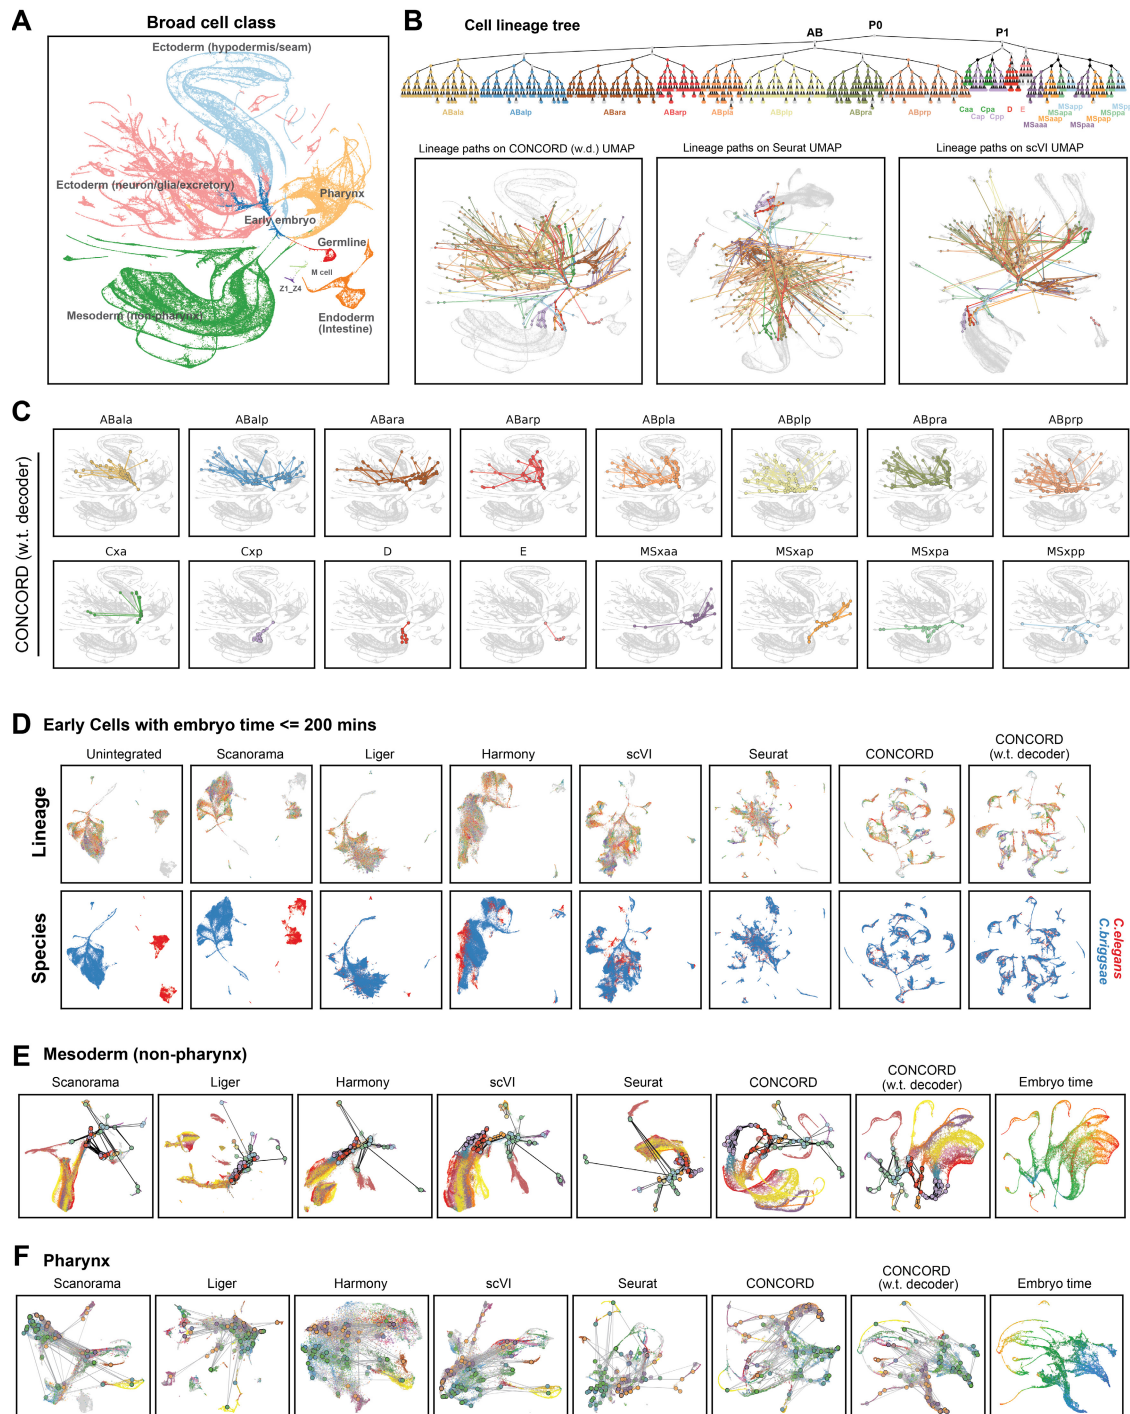 A
Broad cell class
Ectoderm (hypodermis/seam)
Ectoderm (neuron/glia/excretory)
Pharynx
Early embryo
Germline
M cell
Z1_Z4
Mesoderm (non-pharynx)
Endoderm
(Intestine)
B
Cell lineage tree
P0
AB
P1
ABala
ABalp
ABara
ABarp
ABpla
ABplp
ABpra
ABprp
Caa
Cpa
D
E
Cap
Cpp
MSapp
MSapa
MSppa
MSaap
MSpap
MSaaa
MSpaa
Lineage paths on CONCORD (w.d.) UMAP
Lineage paths on Seurat UMAP
Lineage paths on scVI UMAP
C
CONCORD (w.t. decoder)
ABala
ABalp
ABara
ABarp
ABpla
ABplp
ABpra
ABprp
Cxa
Cxp
D
E
MSxaa
MSxap
MSxpa
MSxpp
D
Early Cells with embryo time <= 200 mins
Unintegrated
Scanorama
Liger
Harmony
scVI
Seurat
CONCORD
CONCORD
(w.t. decoder)
Lineage
Species
C.elegans
C.briggsae
E
Mesoderm (non-pharynx)
Scanorama
Liger
Harmony
scVI
Seurat
CONCORD
CONCORD
(w.t. decoder)
Embryo time
F
Pharynx
Scanorama
Liger
Harmony
scVI
Seurat
CONCORD
CONCORD
(w.t. decoder)
Embryo time